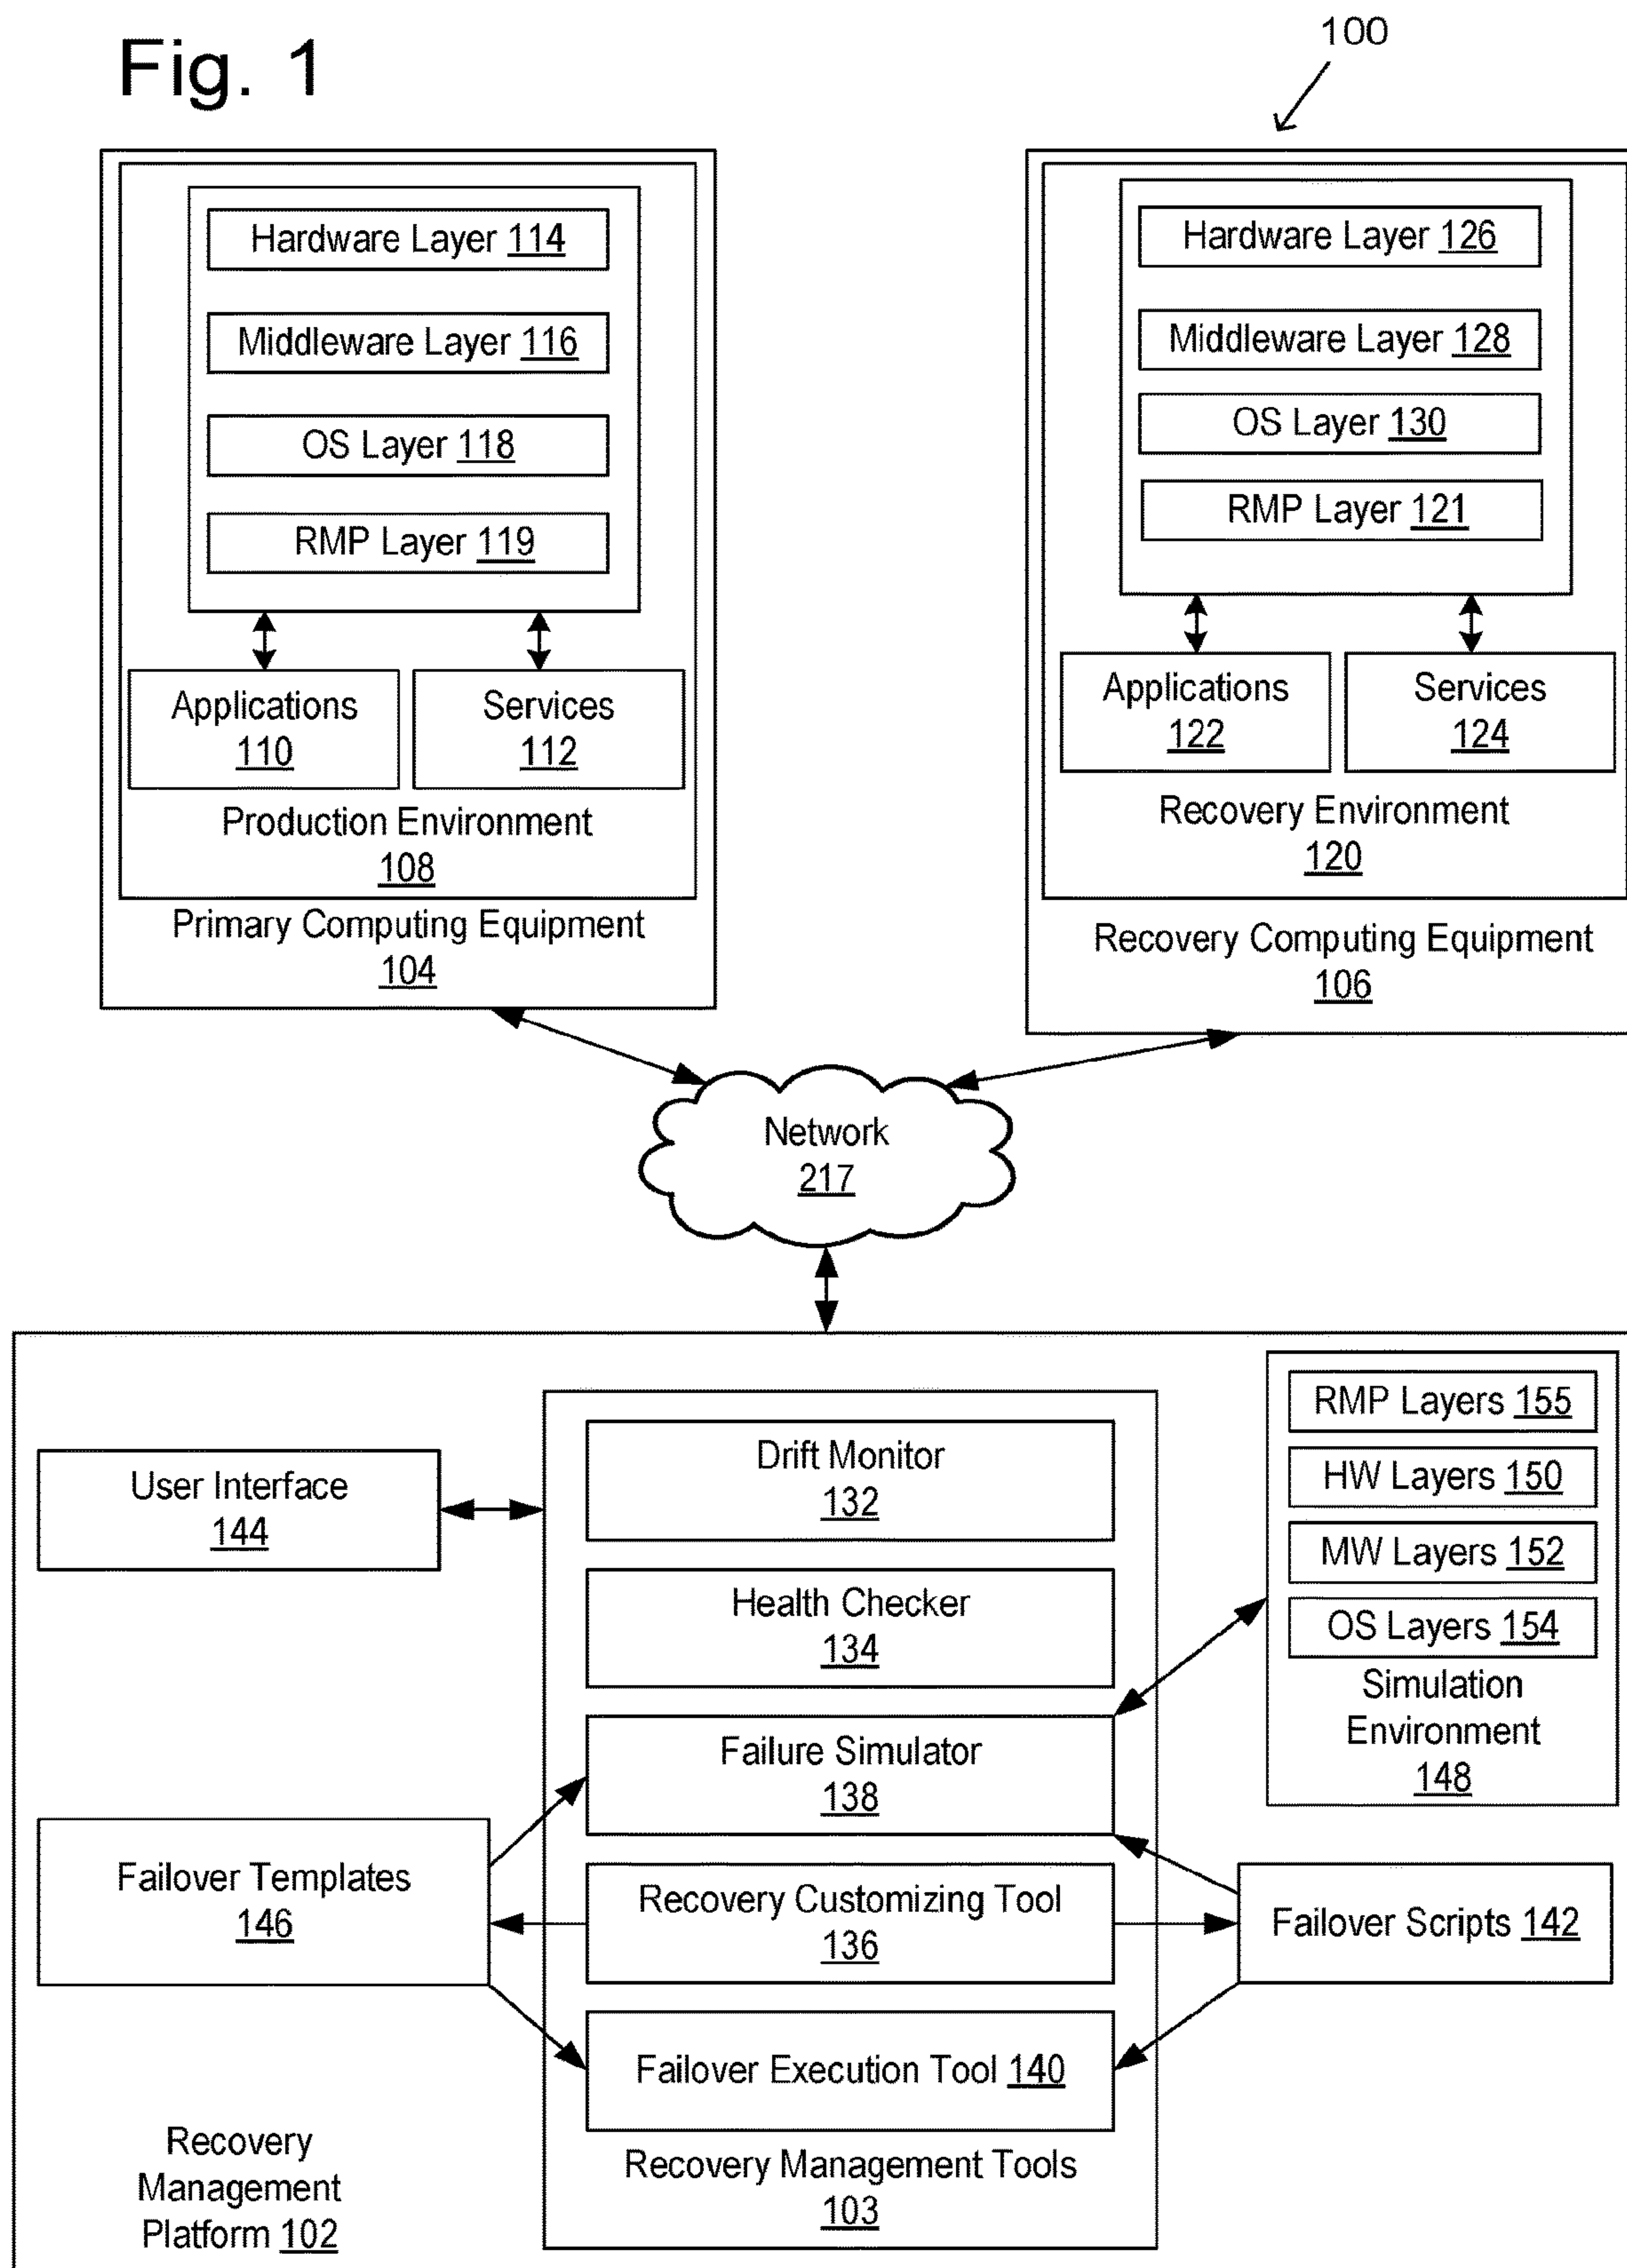 Fig. 1
100
Hardware Layer 114
Middleware Layer 116
OS Layer 118
RMP Layer 119
Applications
110
Services
112
Production Environment
108
Primary Computing Equipment
104
Hardware Layer 126
Middleware Layer 128
OS Layer 130
RMP Layer 121
Applications
122
Services
124
Recovery Environment
120
Recovery Computing Equipment
106
Network
217
User Interface
144
Drift Monitor
132
Health Checker
134
Failure Simulator
138
Recovery Customizing Tool
136
Failover Execution Tool 140
Recovery Management Tools
103
RMP Layers 155
HW Layers 150
MW Layers 152
OS Layers 154
Simulation
Environment
148
Failover Templates
146
Failover Scripts 142
Recovery
Management
Platform 102